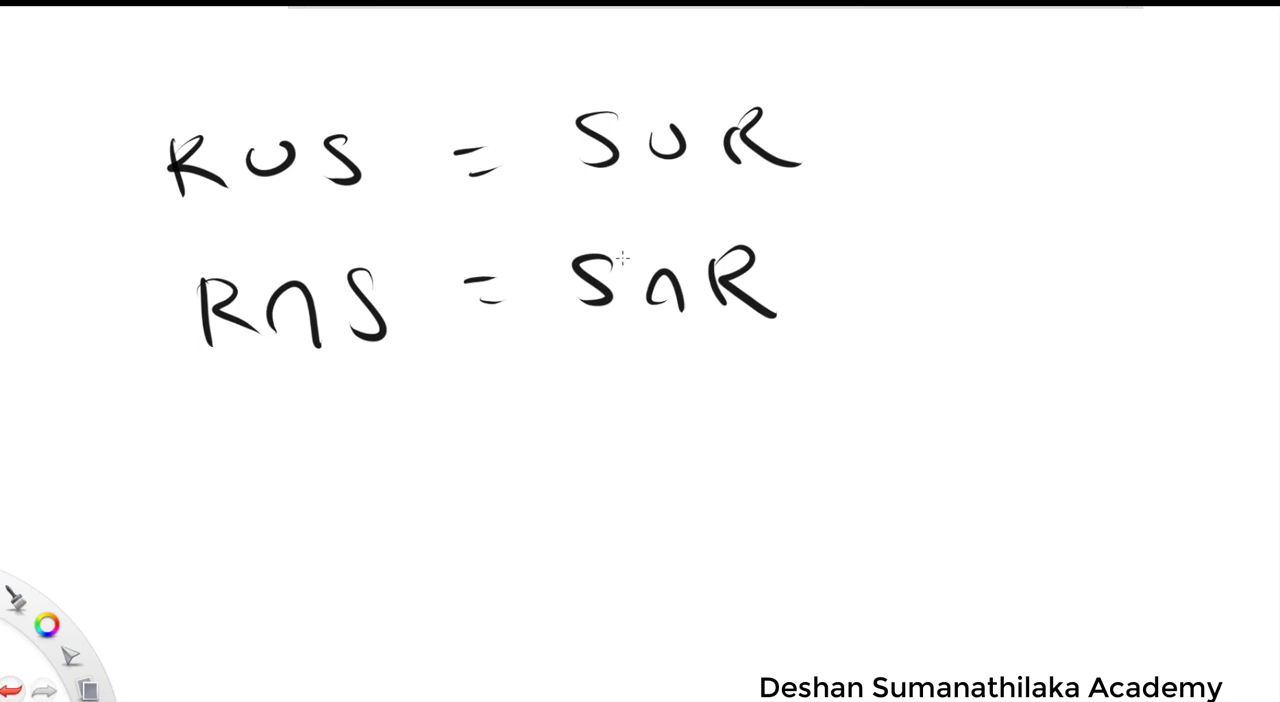 R ∪ S = S ∪ R
R ∩ S = S ∩ R
Deshan Sumanathilaka Academy